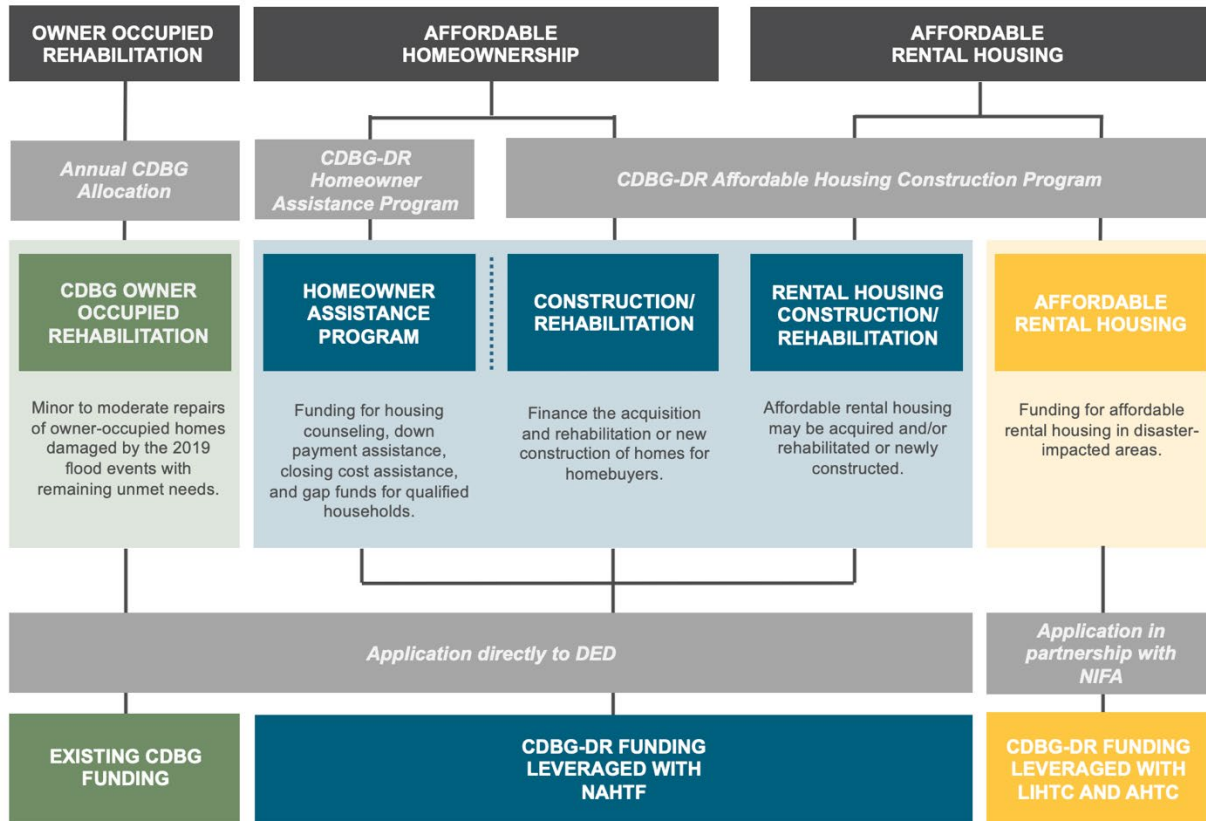 OWNER OCCUPIED
REHABILITATION
AFFORDABLE
HOMEOWNERSHIP
AFFORDABLE
RENTAL HOUSING
Annual CDBG
Allocation
CDBG-DR
Homeowner
Assistance Program
CDBG-DR Affordable Housing Construction Program
CDBG OWNER
OCCUPIED
REHABILITATION
Minor to moderate repairs
of owner-occupied homes
damaged by the 2019
flood events with
remaining unmet needs.
HOMEOWNER
ASSISTANCE
PROGRAM
Funding for housing
counseling, down
payment assistance,
closing cost assistance,
and gap funds for qualified
households.
CONSTRUCTION/
REHABILITATION
Finance the acquisition
and rehabilitation or new
construction of homes for
homebuyers.
RENTAL HOUSING
CONSTRUCTION/
REHABILITATION
Affordable rental housing
may be acquired and/or
rehabilitated or newly
constructed.
AFFORDABLE
RENTAL HOUSING
Funding for affordable
rental housing in disaster-
impacted areas.
Application directly to DED
Application in
partnership with
NIFA
EXISTING CDBG
FUNDING
CDBG-DR FUNDING
LEVERAGED WITH
NAHTF
CDBG-DR FUNDING
LEVERAGED WITH
LIHTC AND AHTC